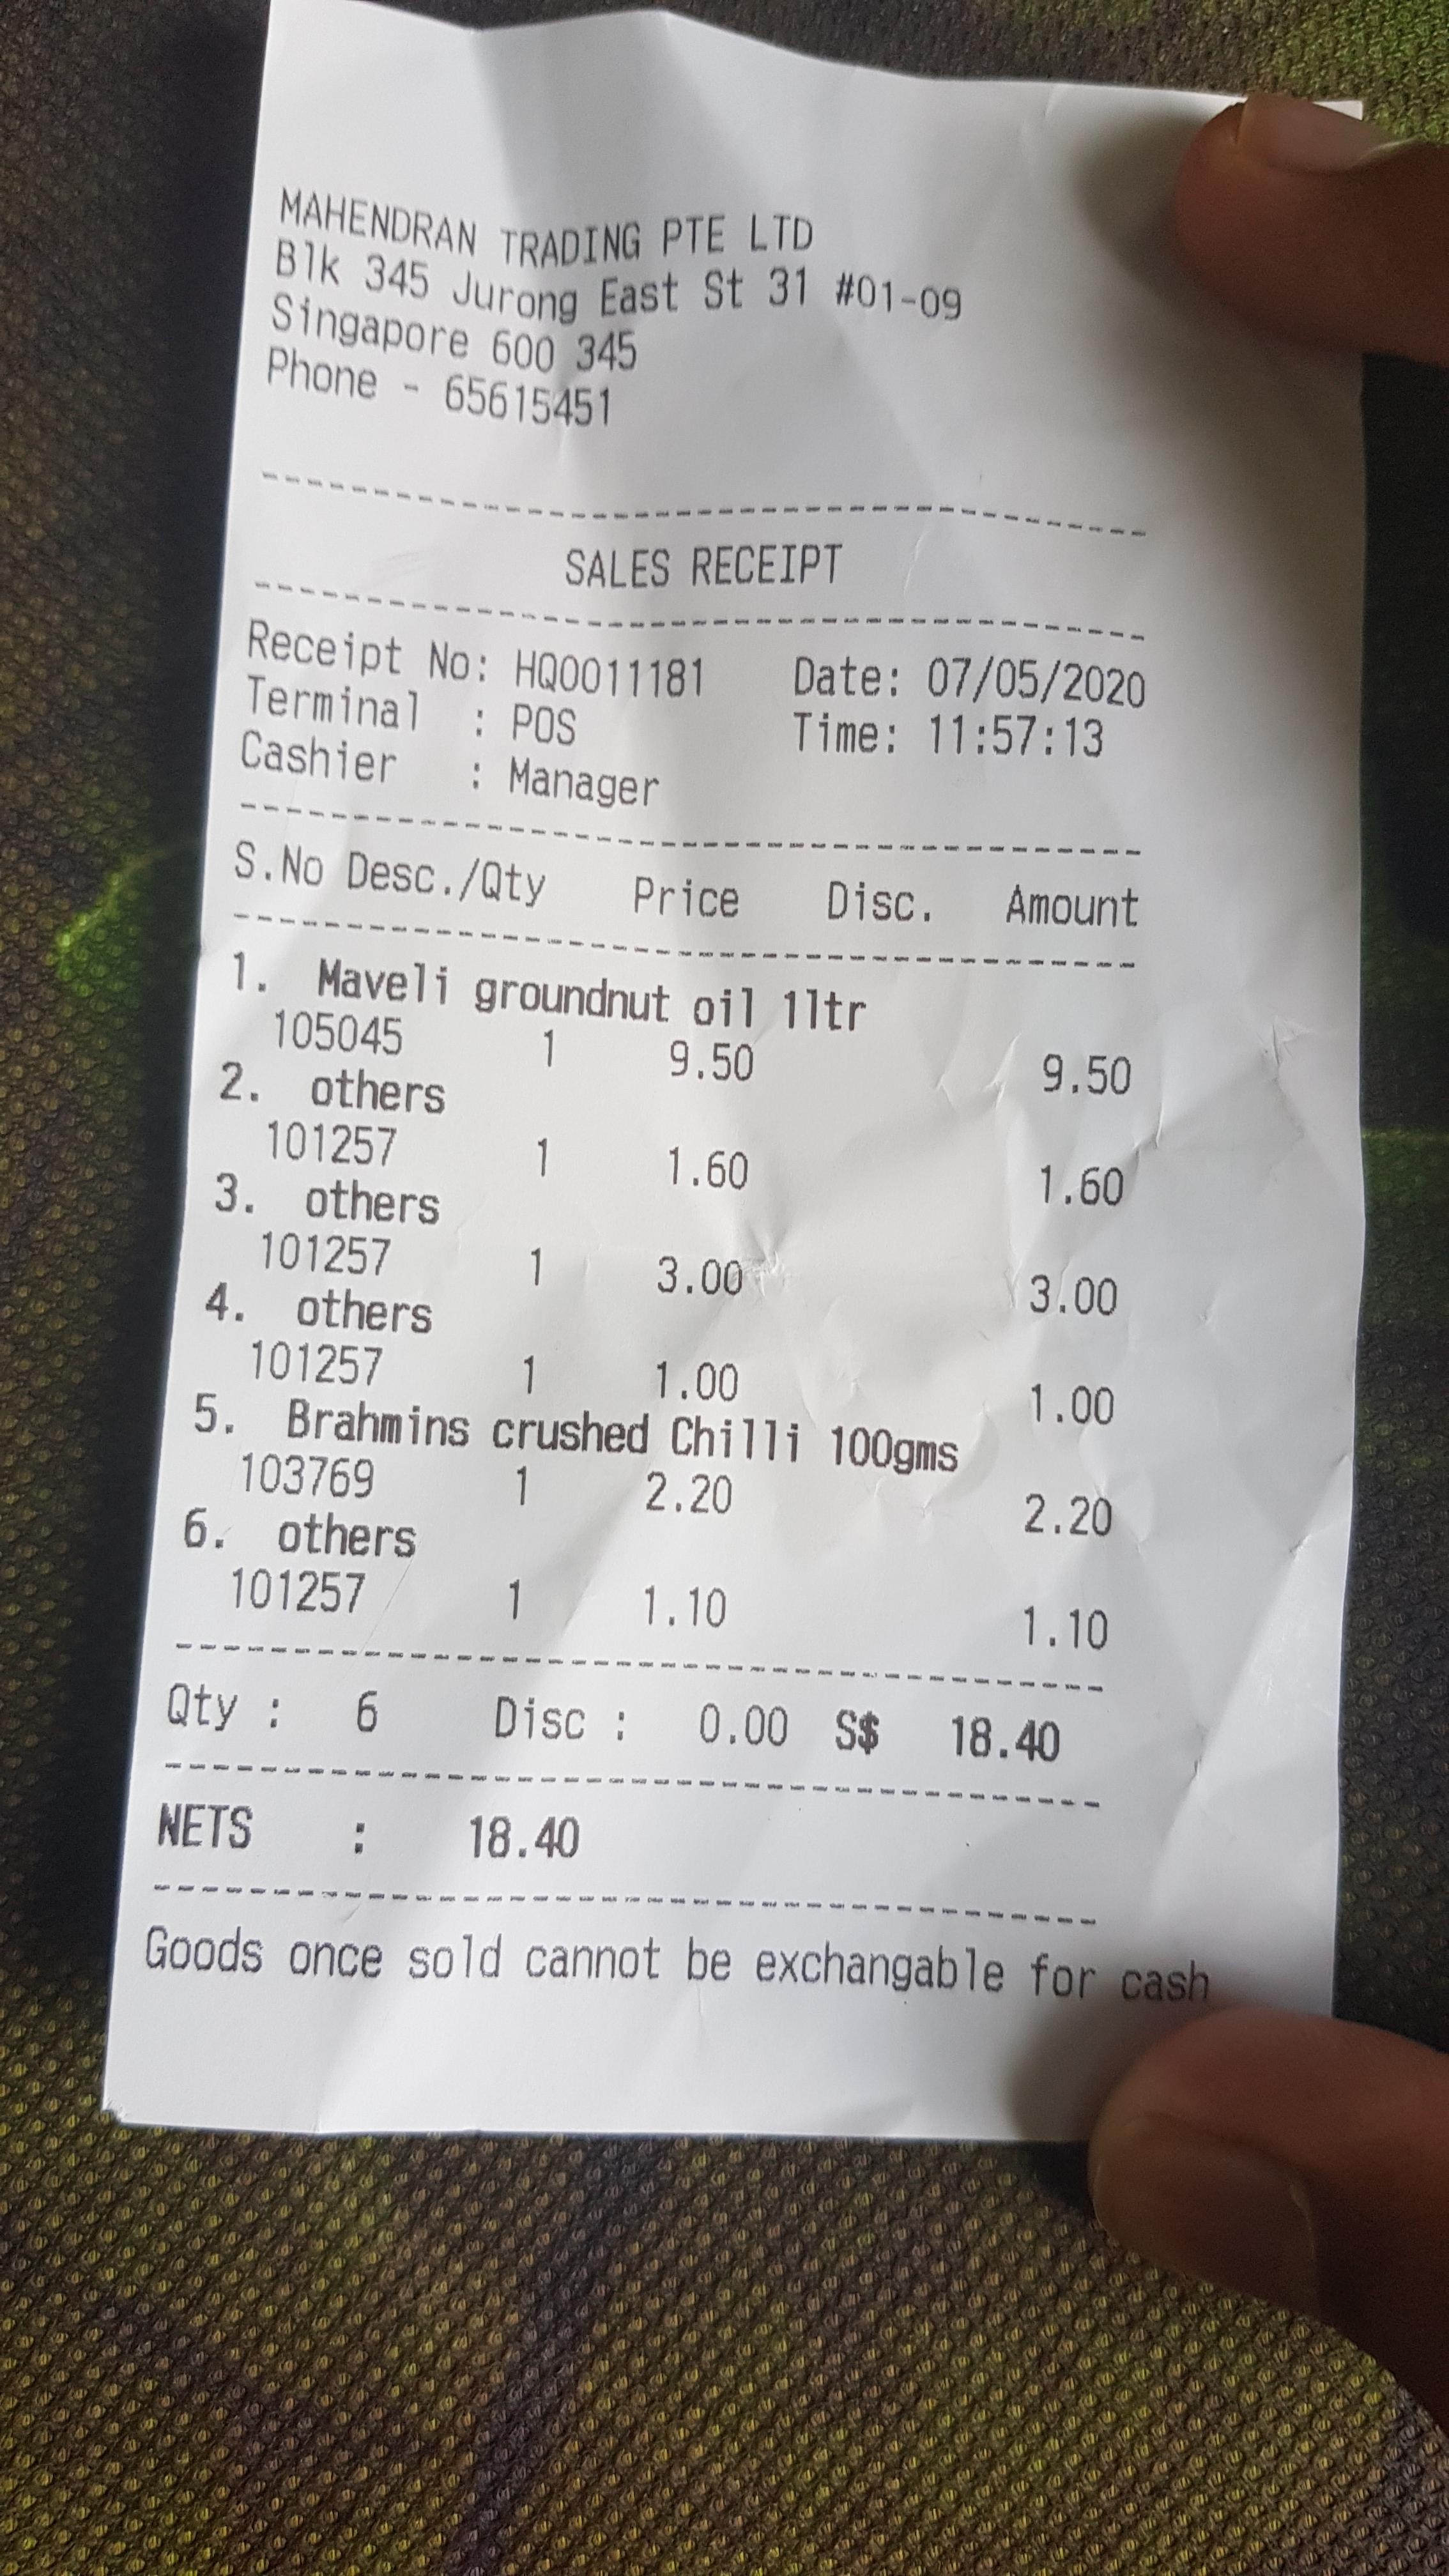 MAHENDRAN TRADING PTE LTD
Blk 345 Jurong East St 31 #01-09
Singapore 600 345
Phone - 65615451
SALES RECEIPT
Receipt No: HQ0011181 Date: 07/05/2020
Terminal : POS Time: 11:57:13
Cashier : Manager
S.No Desc./Qty Price Disc. Amount
1. Maveli groundnut oil 1ltr
105045 1 9.50 9.50
2. others
101257 1 1.60 1.60
3. others
101257 1 3.00 3.00
4. others
101257 1 1.00 1.00
5. Brahmins crushed Chilli 100gms
103769 1 2.20 2.20
6. others
101257 1 1.10 1.10
Qty : 6 Disc : 0.00 S$ 18.40
NETS : 18.40
Goods once sold cannot be exchangable for cash